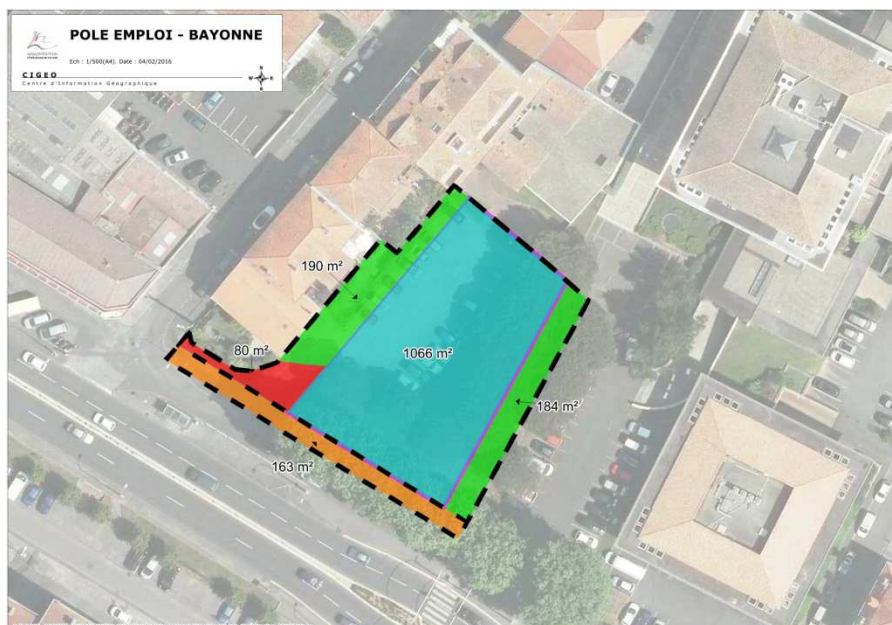 POLE EMPLOI - BAYONNE
Ech : 1/500(A4), Date : 04/02/2016
CIGEO
Centre d'Information Géographique
N
W E
S
190 m²
80 m²
1066 m²
184 m²
163 m²